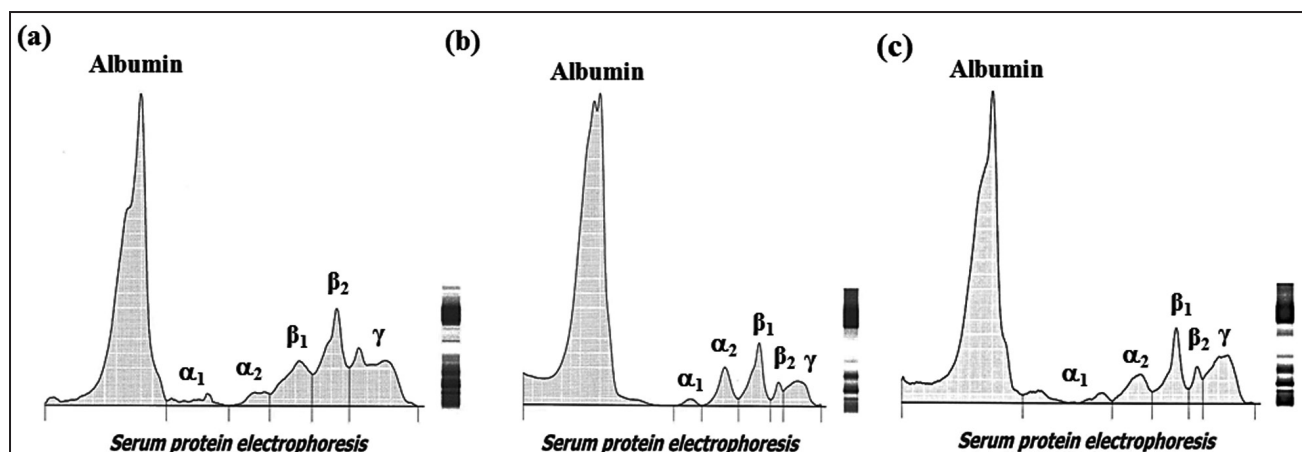 (a)
Albumin
α₁
α₂
β₁
β₂
γ
Serum protein electrophoresis
(b)
Albumin
α₁
α₂
β₁
β₂
γ
Serum protein electrophoresis
(c)
Albumin
α₁
α₂
β₁
β₂
γ
Serum protein electrophoresis